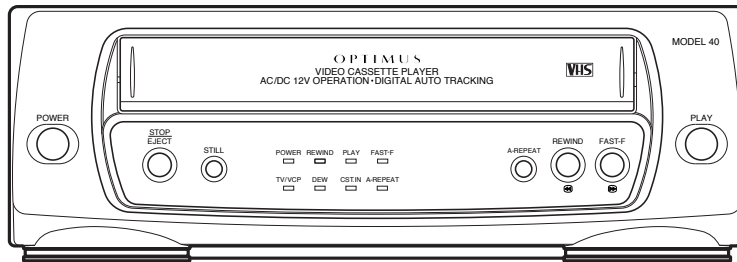 OPTIMUS
MODEL 40
VIDEO CASSETTE PLAYER
VHS
AC/DC 12V OPERATION•DIGITAL AUTO TRACKING
POWER
PLAY
STOP
EJECT
STILL
POWER REWIND PLAY FAST-F
A-REPEAT
REWIND
FAST-F
TV/VCP DEW CST.IN A-REPEAT